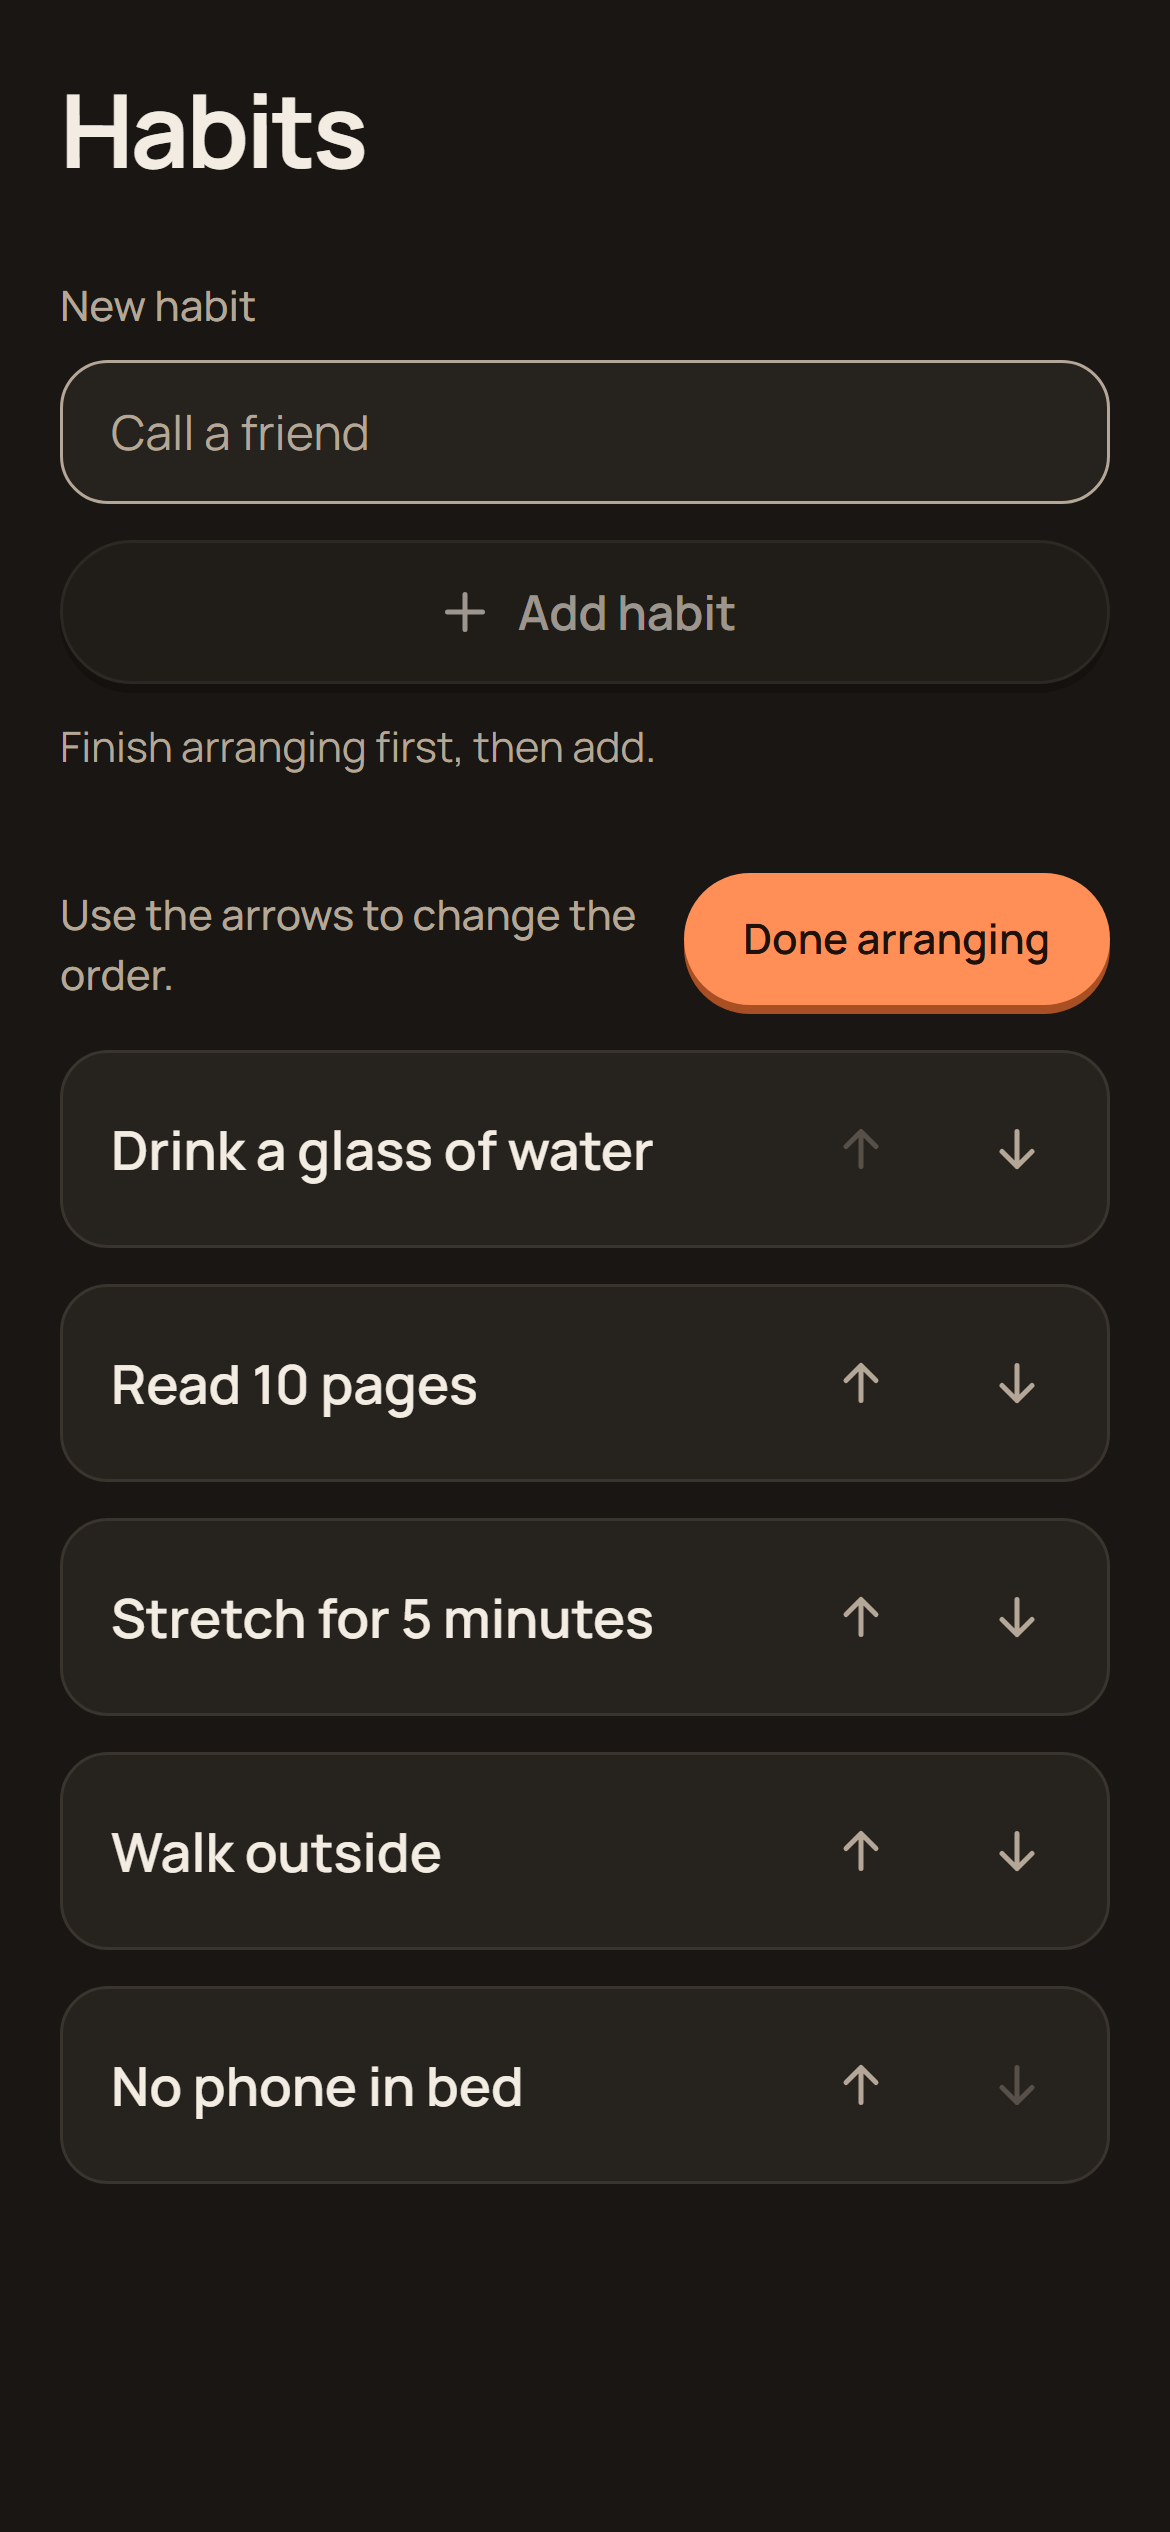 Habits
New habit
Call a friend
Add habit
Finish arranging first, then add.
Use the arrows to change the
order.
Done arranging
Drink a glass of water
Read 10 pages
Stretch for 5 minutes
Walk outside
No phone in bed